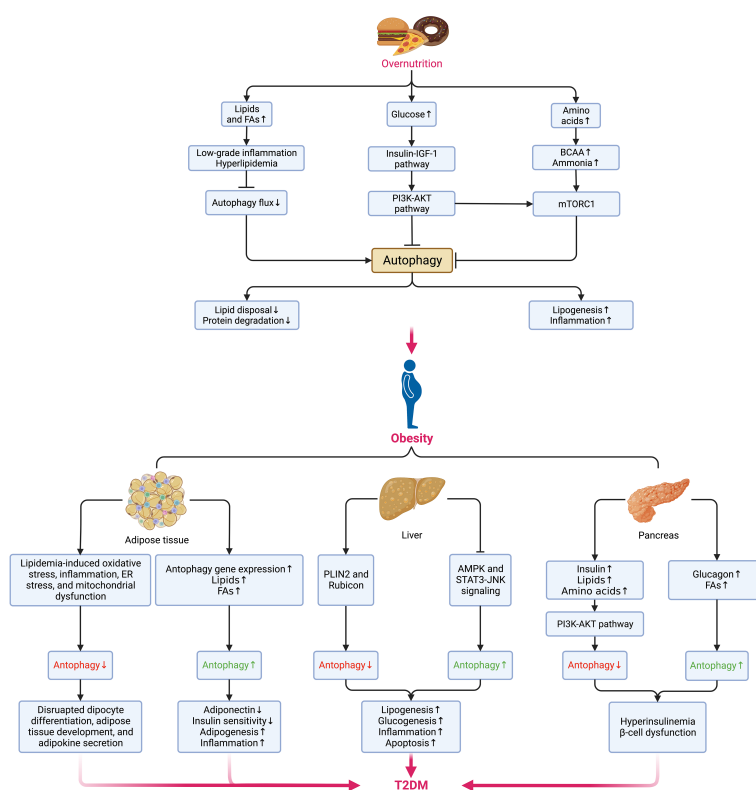 Overnutrition
Lipids
and FAs↑
Glucose↑
Amino
acids↑
Low-grade inflammation
Hyperlipidemia
Insulin-IGF-1
pathway
BCAA↑
Ammonia↑
Autophagy flux↓
PI3K-AKT
pathway
mTORC1
Autophagy
Lipid disposal↓
Protein degradation↓
Lipogenesis↑
Inflammation↑
Obesity
Adipose tissue
Liver
Pancreas
Lipidemia-induced oxidative
stress, inflammation, ER
stress, and mitochondrial
dysfunction
Autophagy gene expression↑
Lipids↑
FAs↑
PLIN2 and
Rubicon
AMPK and
STAT3-JNK
signaling
Insulin↑
Lipids↑
Amino acids↑
Glucagon↑
FAs↑
PI3K-AKT pathway
Antophagy↓
Antophagy↑
Antophagy↓
Antophagy↑
Antophagy↓
Antophagy↑
Disruapted dipocyte
differentiation, adipose
tissue development, and
adipokine secretion
Adiponectin↓
Insulin sensitivity↓
Adipogenesis↑
Inflammation↑
Lipogenesis↑
Glucogenesis↑
Inflammation↑
Apoptosis↑
Hyperinsulinemia
β-cell dysfunction
T2DM